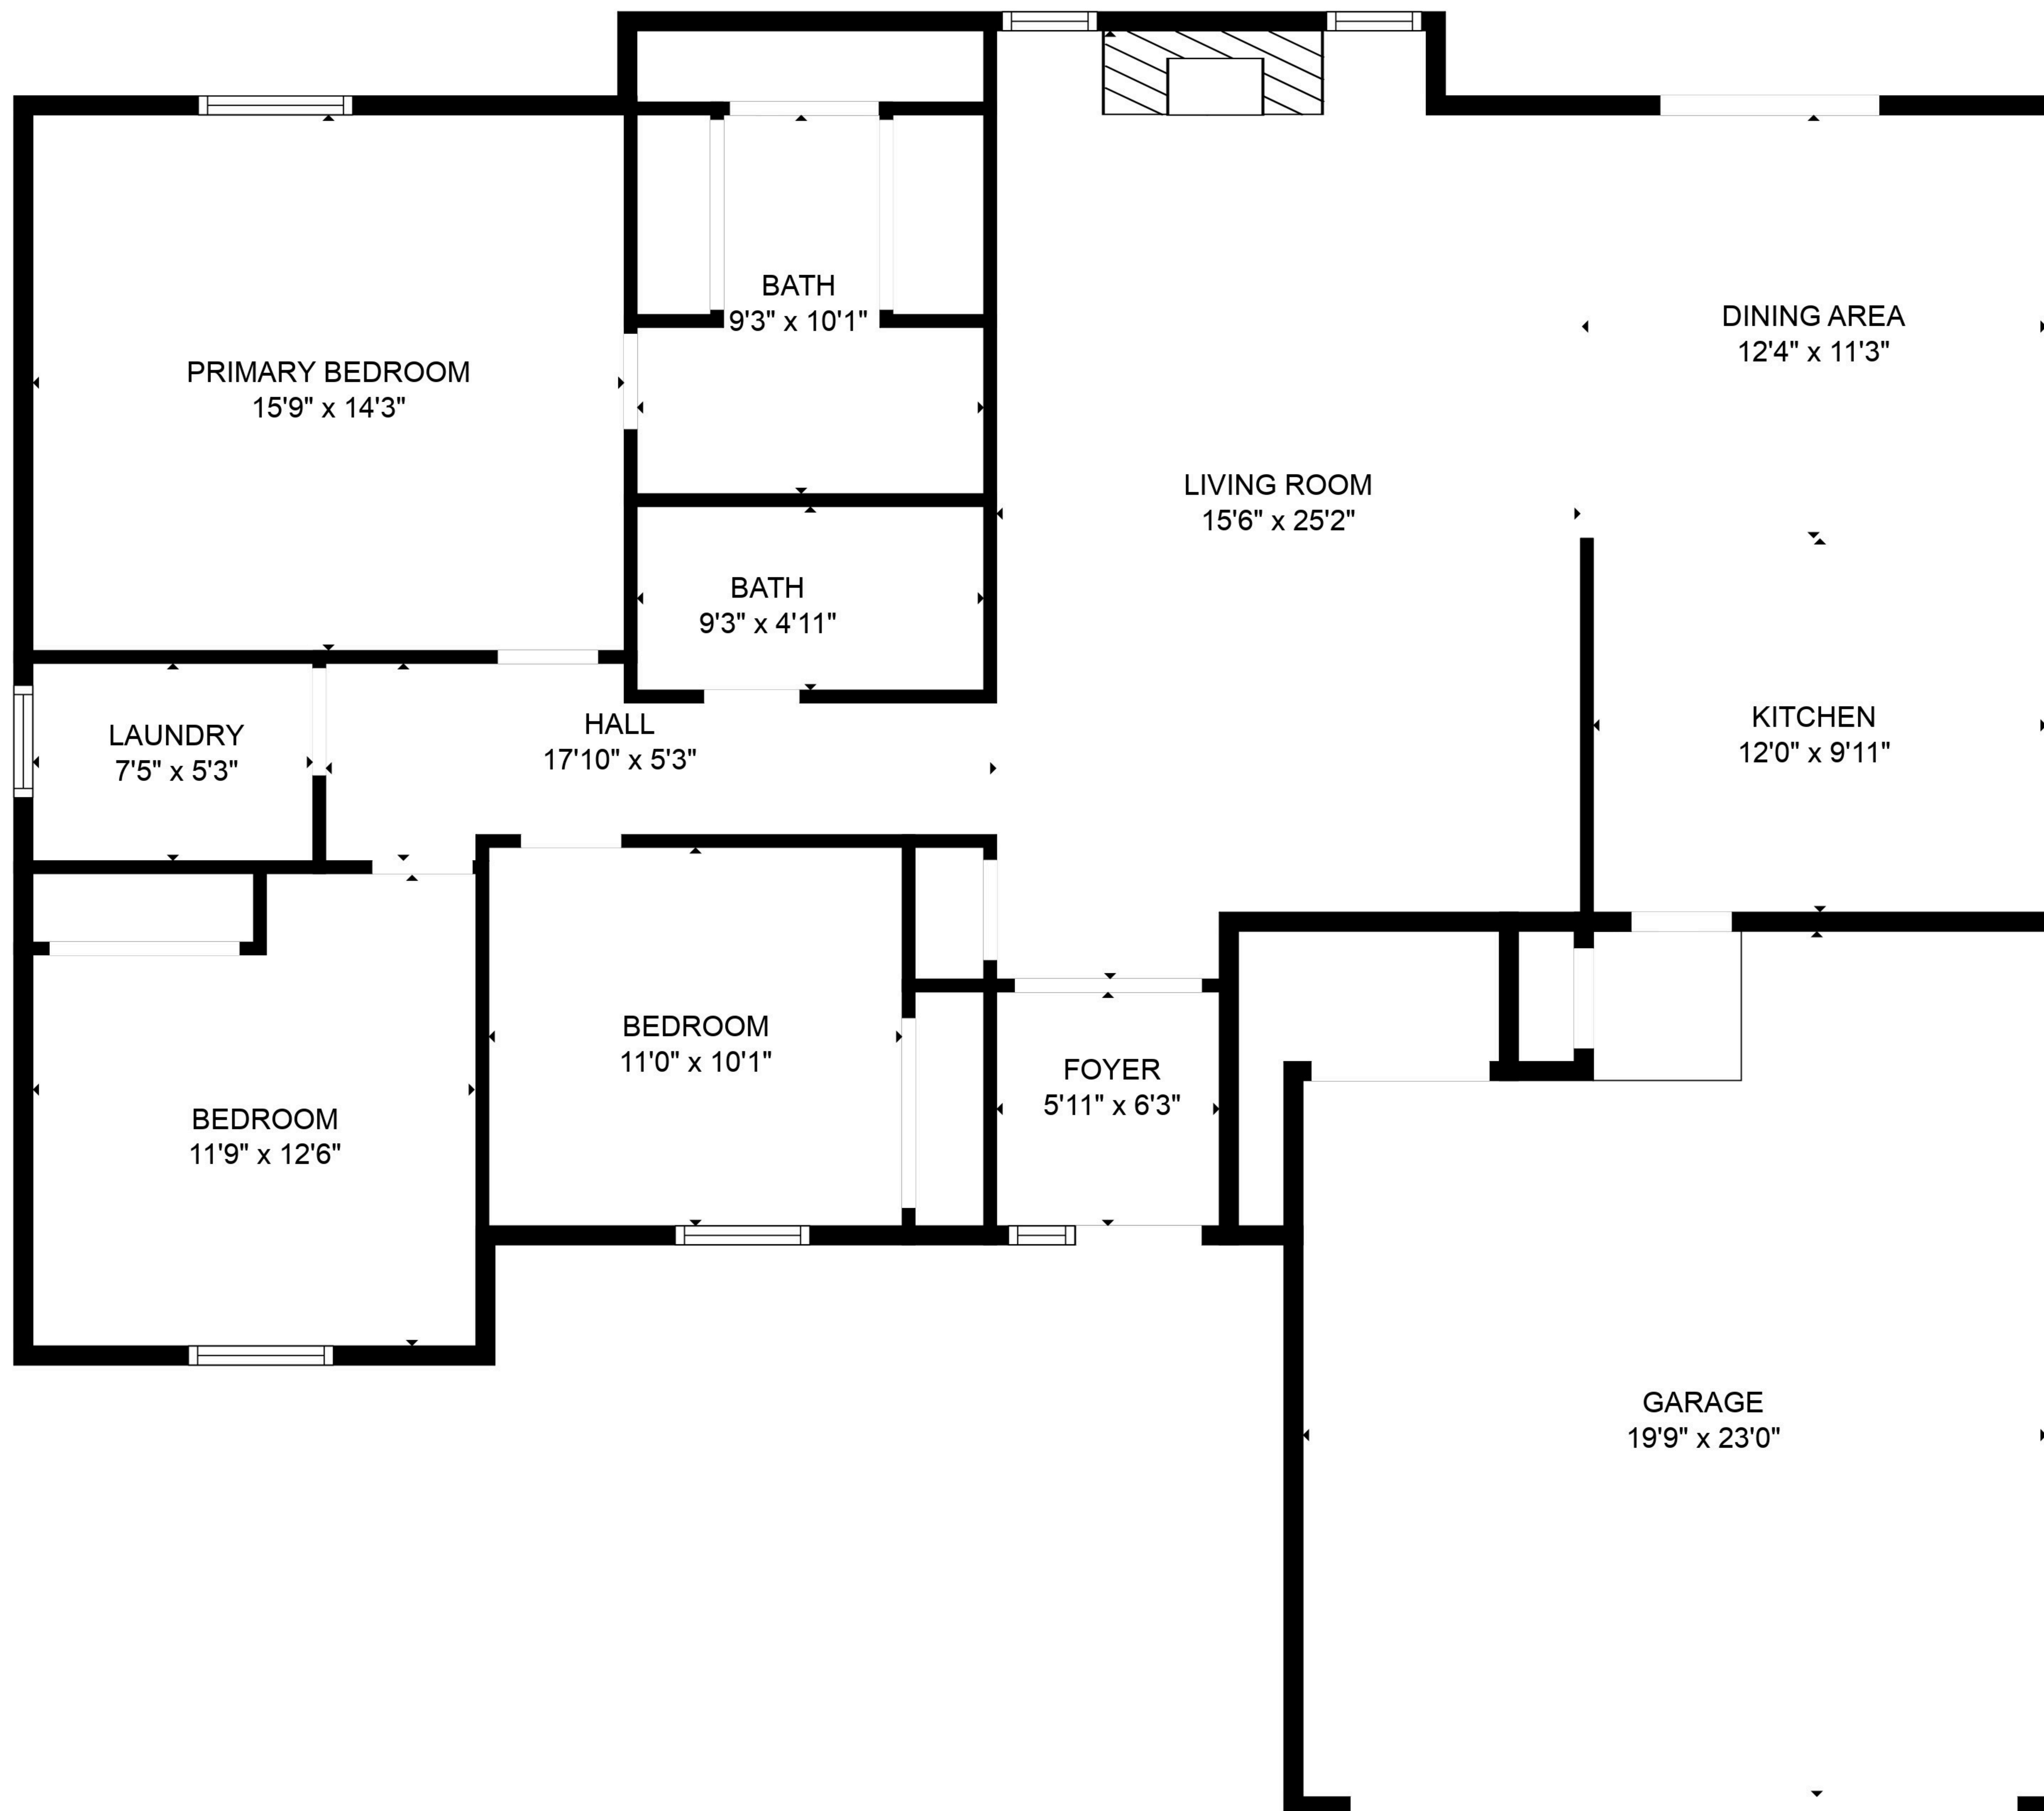 BATH
9'3" x 10'1"
DINING AREA
12'4" x 11'3"
PRIMARY BEDROOM
15'9" x 14'3"
LIVING ROOM
15'6" x 25'2"
BATH
9'3" x 4'11"
LAUNDRY
7'5" x 5'3"
HALL
17'10" x 5'3"
KITCHEN
12'0" x 9'11"
BEDROOM
11'0" x 10'1"
FOYER
5'11" x 6'3"
BEDROOM
11'9" x 12'6"
GARAGE
19'9" x 23'0"